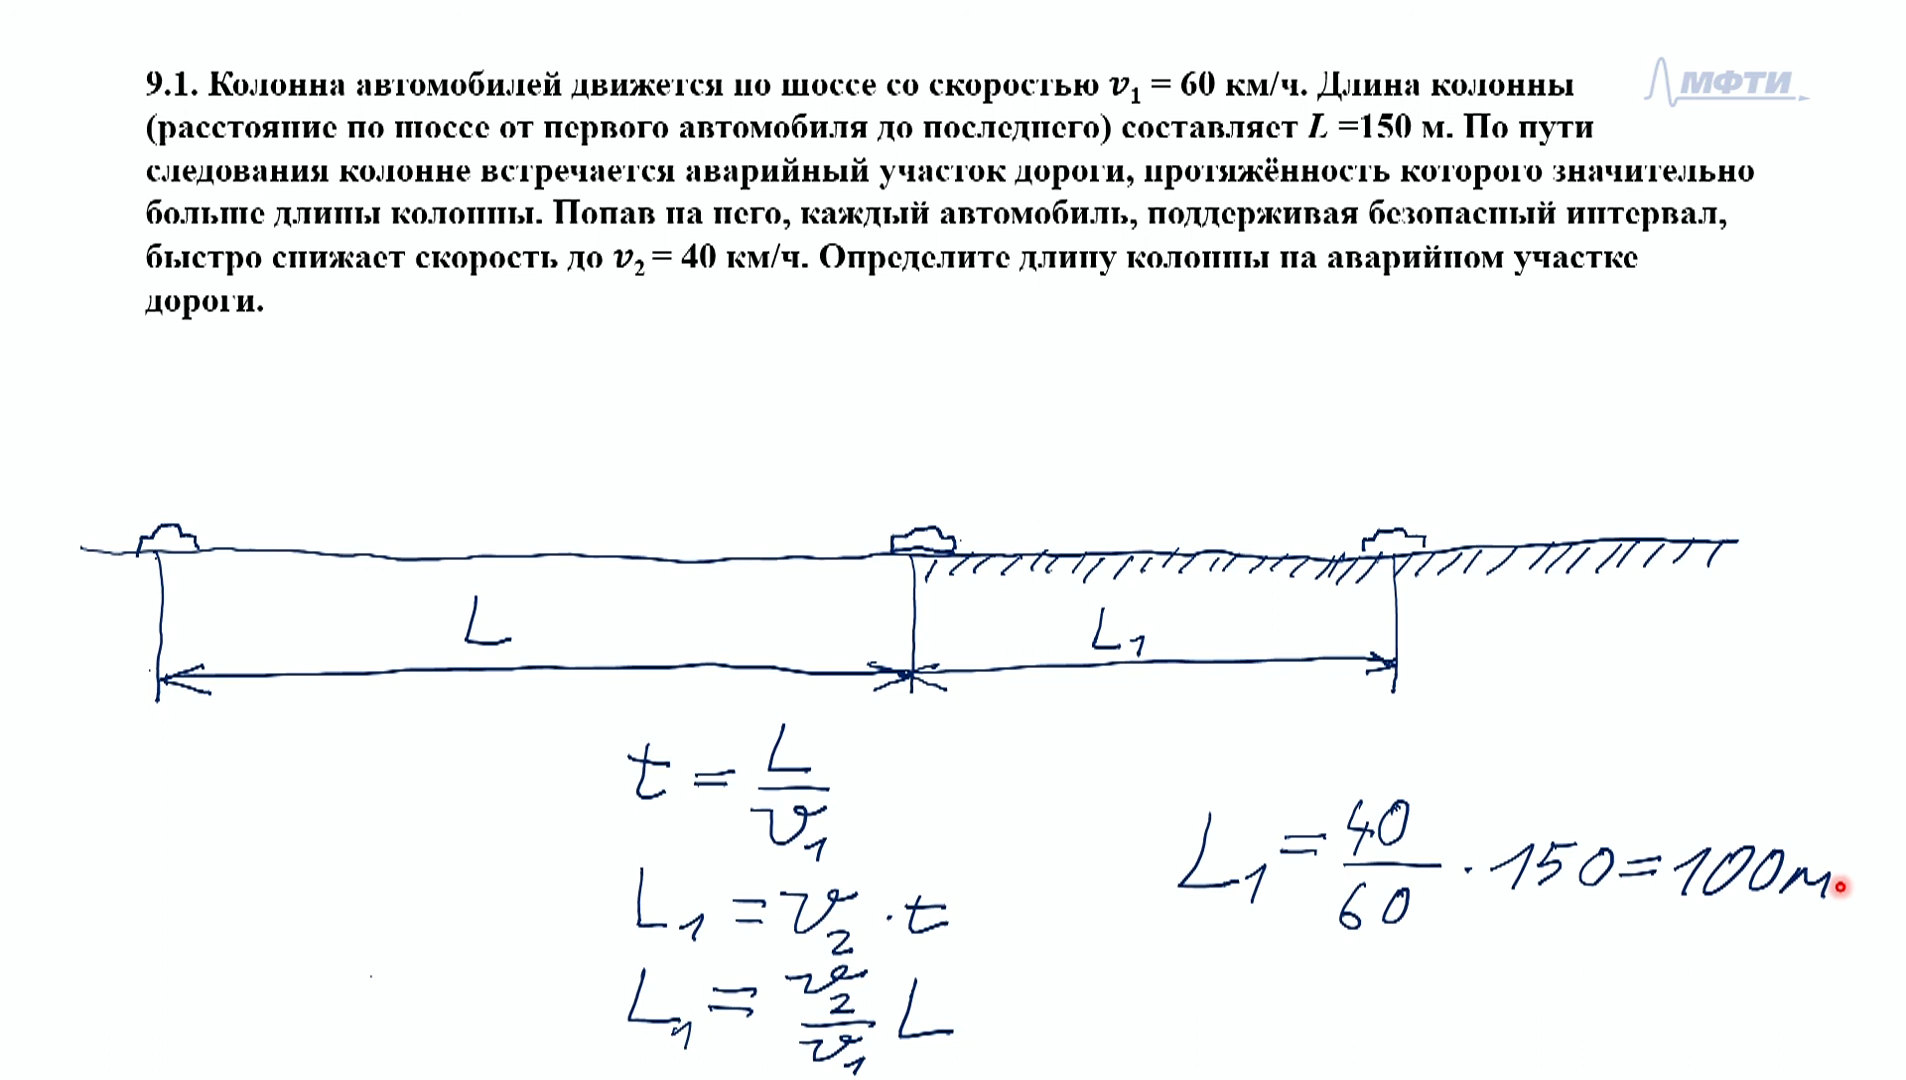 9.1. Колонна автомобилей движется по шоссе со скоростью v₁ = 60 км/ч. Длина колонны
(расстояние по шоссе от первого автомобиля до последнего) составляет L =150 м. По пути
следования колонне встречается аварийный участок дороги, протяжённость которого значительно
больше длины колонны. Попав на него, каждый автомобиль, поддерживая безопасный интервал,
быстро снижает скорость до v₂ = 40 км/ч. Определите длину колонны на аварийном участке
дороги.
МФТИ
L
L₁
t = L/v₁
L₁ = v₂ · t
L₁ = v₂/v₁ L
L₁ = 40/60 · 150 = 100 м.